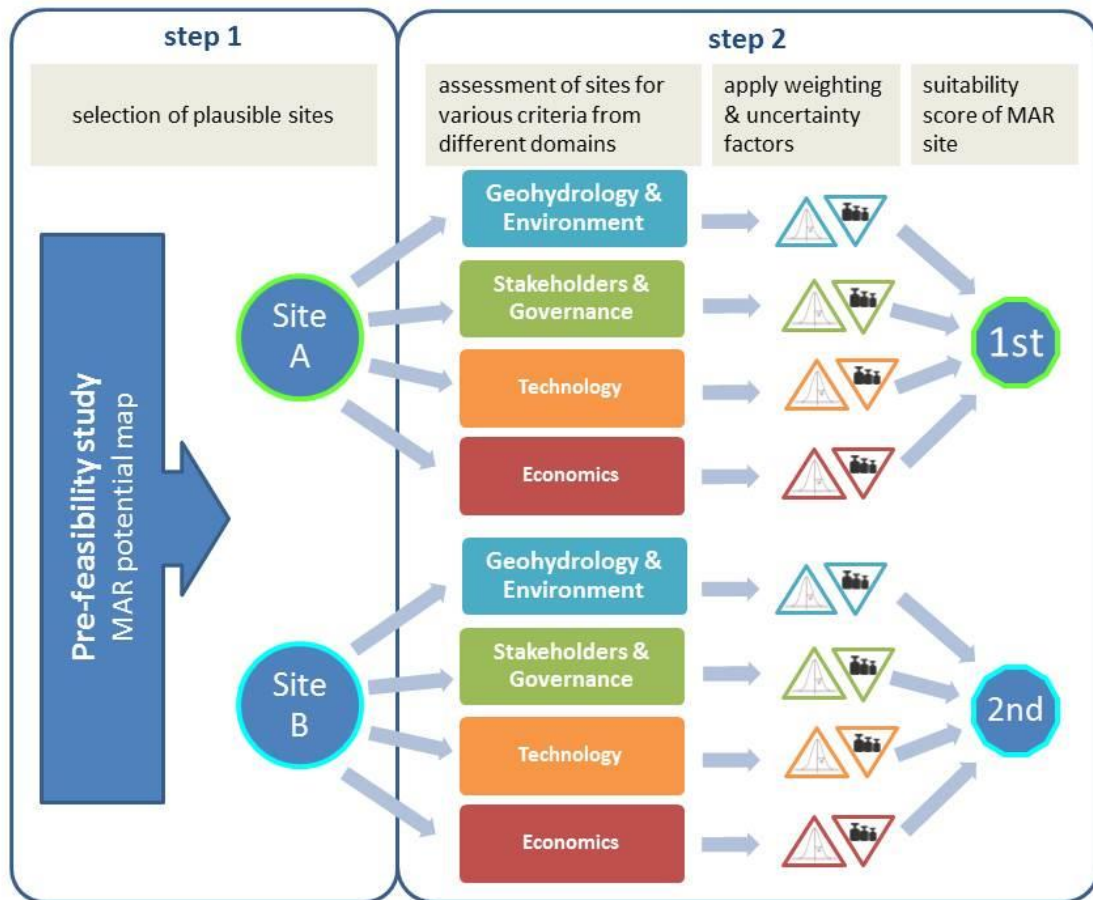 step 1
selection of plausible sites
Pre-feasibility study
MAR potential map
Site
A
Site
B
step 2
assessment of sites for
various criteria from
different domains
apply weighting
& uncertainty
factors
suitability
score of MAR
site
Geohydrology &
Environment
Stakeholders &
Governance
Technology
Economics
1st
Geohydrology &
Environment
Stakeholders &
Governance
Technology
Economics
2nd